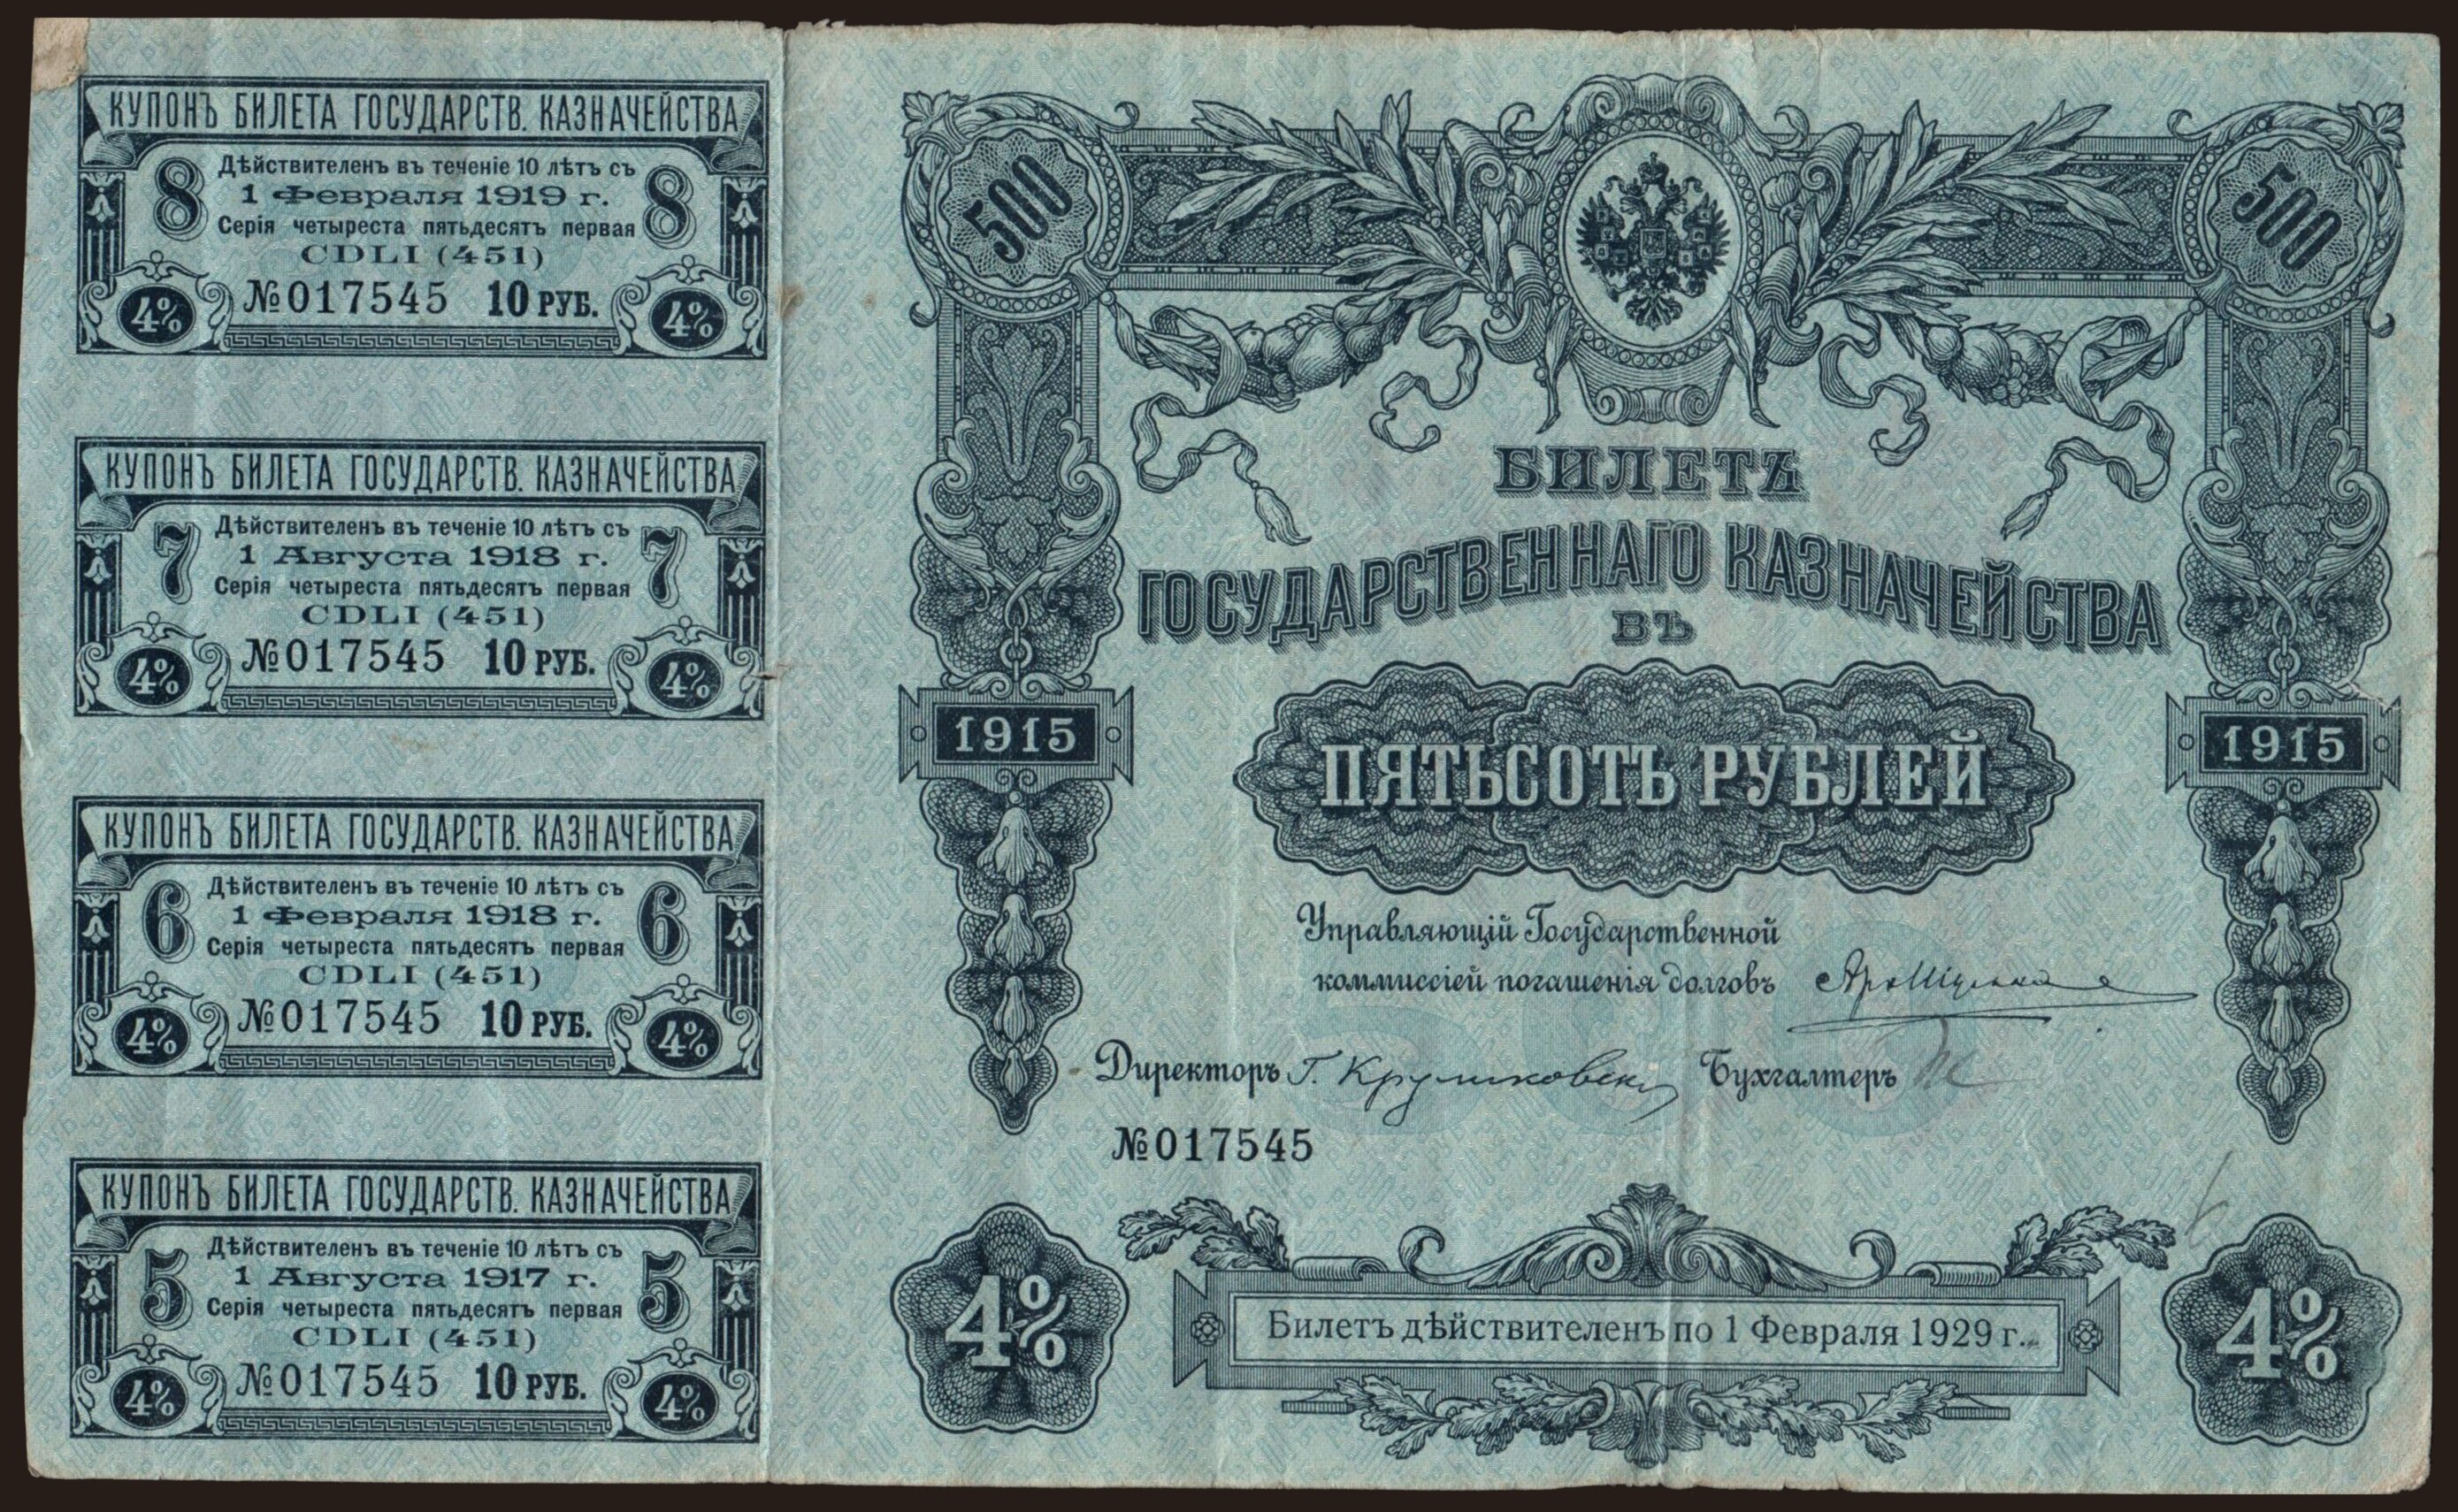 КУПОНЪ БИЛЕТА ГОСУДАРСТВ. КАЗНАЧЕЙСТВА
8 Дѣйствителенъ въ теченіе 10 лѣтъ съ 8
1 Февраля 1919 г.
Серія четыреста пятьдесятъ первая
CDLI (451)
№017545 10 РУБ.
4% 4%
КУПОНЪ БИЛЕТА ГОСУДАРСТВ. КАЗНАЧЕЙСТВА
7 Дѣйствителенъ въ теченіе 10 лѣтъ съ 7
1 Августа 1918 г.
Серія четыреста пятьдесятъ первая
CDLI (451)
№017545 10 РУБ.
4% 4%
КУПОНЪ БИЛЕТА ГОСУДАРСТВ. КАЗНАЧЕЙСТВА
6 Дѣйствителенъ въ теченіе 10 лѣтъ съ 6
1 Февраля 1918 г.
Серія четыреста пятьдесятъ первая
CDLI (451)
№017545 10 РУБ.
4% 4%
КУПОНЪ БИЛЕТА ГОСУДАРСТВ. КАЗНАЧЕЙСТВА
5 Дѣйствителенъ въ теченіе 10 лѣтъ съ 5
1 Августа 1917 г.
Серія четыреста пятьдесятъ первая
CDLI (451)
№017545 10 РУБ.
4% 4%
500 500
БИЛЕТЪ
ГОСУДАРСТВЕННАГО КАЗНАЧЕЙСТВА
ВЪ
1915 1915
ПЯТЬСОТЪ РУБЛЕЙ
Управляющій Государственной
коммиссіей погашенія долговъ
500
Директоръ Бухгалтеръ
№017545
4% 4%
Билетъ дѣйствителенъ по 1 Февраля 1929 г.